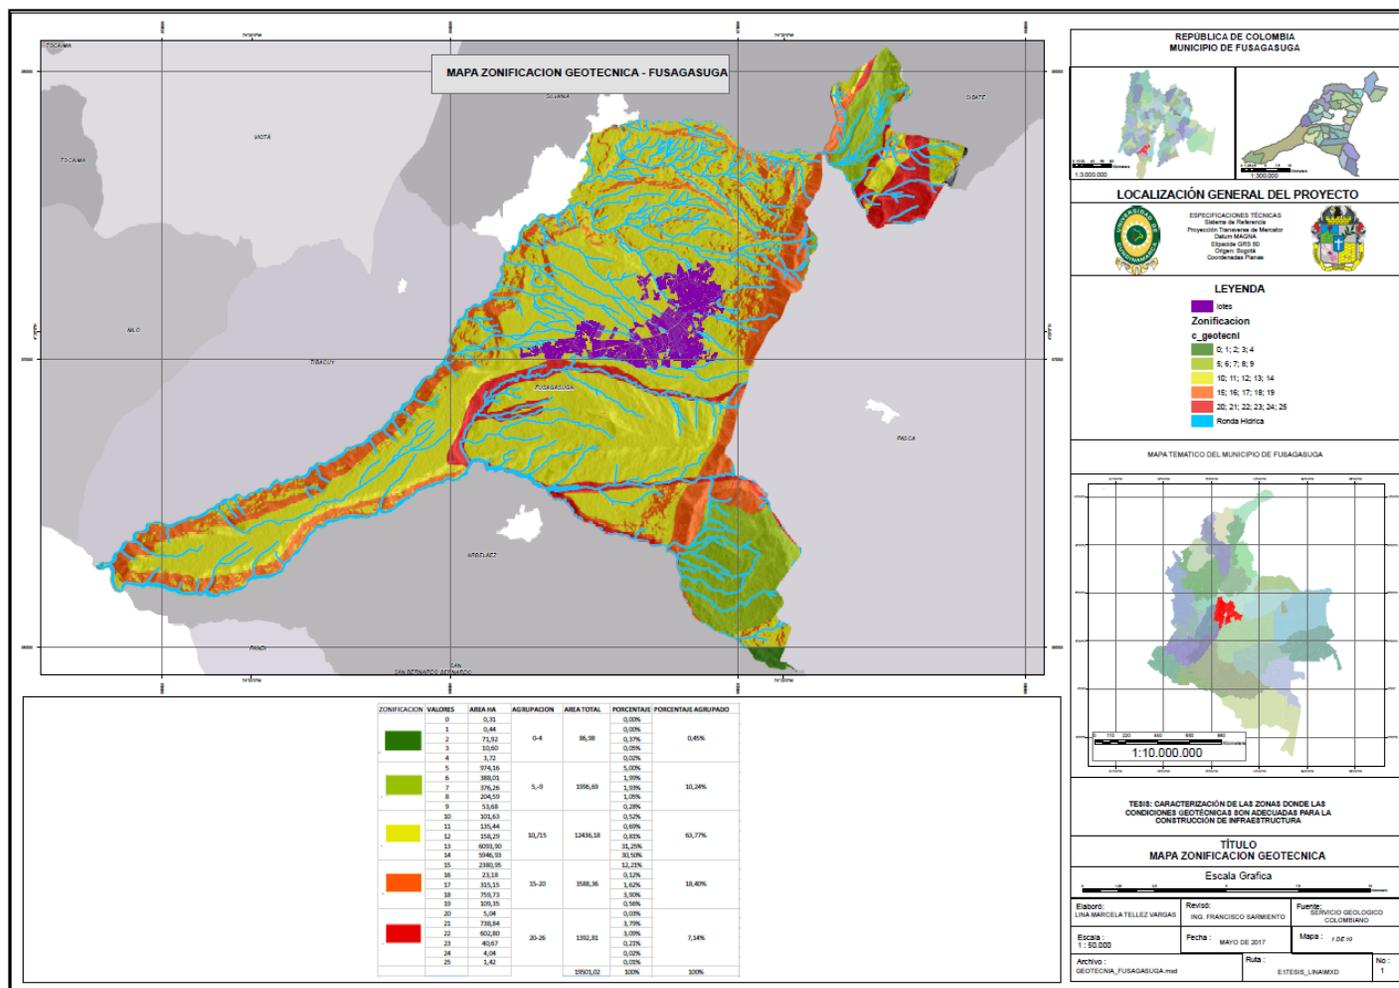 MAPA ZONIFICACION GEOTECNICA - FUSAGASUGA
TOCAIMA
VIOTÁ
TOCAIMA
SILVANIA
SIBATÉ
NILO
TIBACUY
FUSAGASUGA
PASCA
ARBELAEZ
PANDI
SAN
SAN BERNARDO BERNARDO
REPÚBLICA DE COLOMBIA
MUNICIPIO DE FUSAGASUGA
1:3.000.000
1:300.000
LOCALIZACIÓN GENERAL DEL PROYECTO
UNIVERSIDAD DE CUNDINAMARCA
ESPECIFICACIONES TÉCNICAS
Sistema de Referencia
Proyección Transversa de Mercator
Datum MAGNA
Elipsoide GRS 80
Origen: Bogotá
Coordenadas Planas
LEYENDA
lotes
Zonificacion
c_geotecni
0; 1; 2; 3; 4
5; 6; 7; 8; 9
10; 11; 12; 13; 14
15; 16; 17; 18; 19
20; 21; 22; 23; 24; 25
Ronda Hidrica
MAPA TEMATICO DEL MUNICIPIO DE FUSAGASUGA
1:10.000.000
TESIS: CARACTERIZACIÓN DE LAS ZONAS DONDE LAS
CONDICIONES GEOTÉCNICAS SON ADECUADAS PARA LA
CONSTRUCCIÓN DE INFRAESTRUCTURA
TÍTULO
MAPA ZONIFICACION GEOTECNICA
Escala Grafica
Elaboró:
LINA MARCELA TELLEZ VARGAS
Revisó:
ING. FRANCISCO SARMIENTO
Fuente:
SERVICIO GEOLOGICO
COLOMBIANO
Escala :
1 : 50.000
Fecha : MAYO DE 2017
Mapa : 1 DE 10
Archivo :
GEOTECNIA_FUSAGASUGA.mxd
Ruta :
E:\TESIS_LINA\MXD
No :
1
ZONIFICACION VALORES AREA HA AGRUPACION AREA TOTAL PORCENTAJE PORCENTAJE AGRUPADO
0 0,31 0,00%
1 0,44 0,00%
2 71,92 0-4 86,98 0,37% 0,45%
3 10,60 0,05%
4 3,72 0,02%
5 974,16 5,00%
6 388,01 1,99%
7 376,26 5,-9 1996,69 1,93% 10,24%
8 204,59 1,05%
9 53,68 0,28%
10 101,63 0,52%
11 135,44 0,69%
12 158,29 10,/15 12436,18 0,81% 63,77%
13 6093,90 31,25%
14 5946,93 30,50%
15 2380,95 12,21%
16 23,18 0,12%
17 315,15 15-20 3588,36 1,62% 18,40%
18 759,73 3,90%
19 109,35 0,56%
20 5,04 0,03%
21 738,84 3,79%
22 602,80 20-26 1392,81 3,09% 7,14%
23 40,67 0,21%
24 4,04 0,02%
25 1,42 0,01%
19501,02 100% 100%